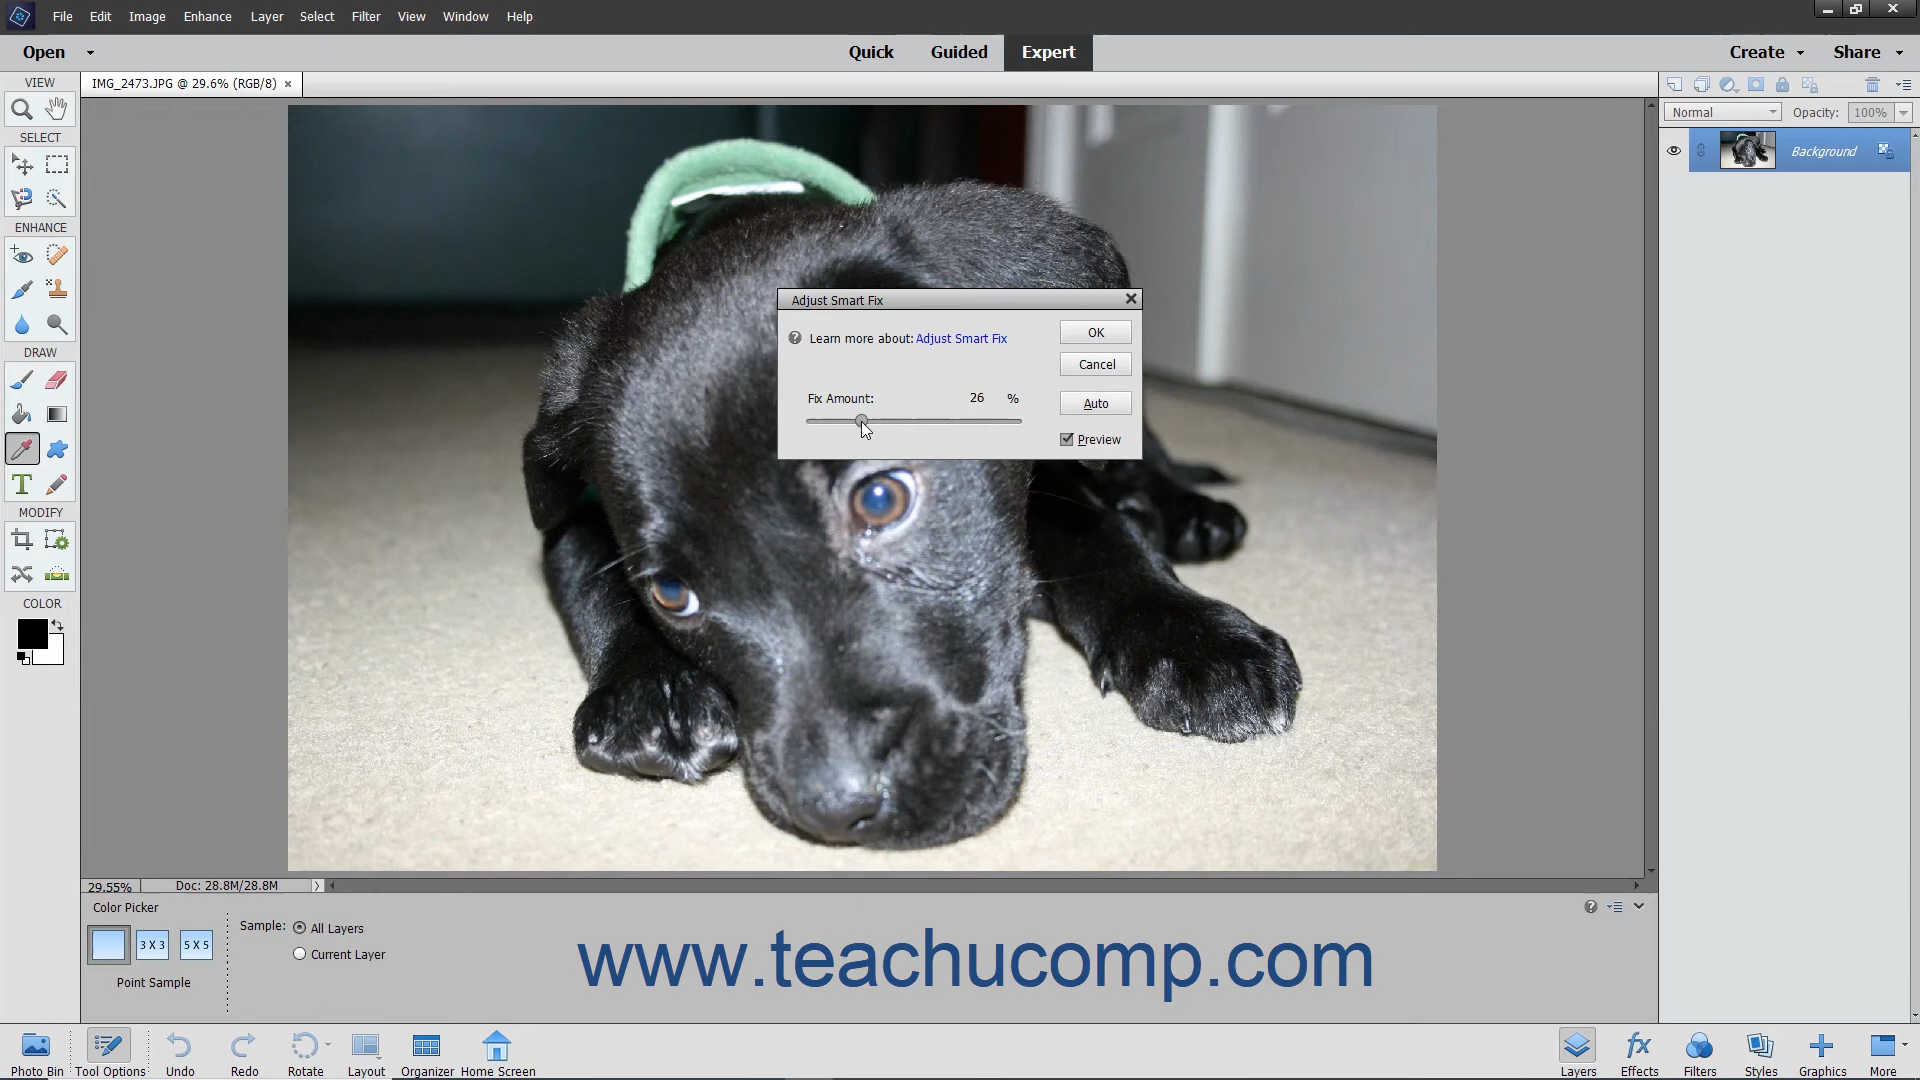 File Edit Image Enhance Layer Select Filter View Window Help
Open Quick Guided Expert Create Share
VIEW
IMG_2473.JPG @ 29.6% (RGB/8) ×
Normal Opacity: 100%
SELECT
Background
ENHANCE
Adjust Smart Fix
Learn more about: Adjust Smart Fix
OK
Cancel
Fix Amount: 26 %
Auto
Preview
DRAW
T
MODIFY
COLOR
29.55% Doc: 28.8M/28.8M
Color Picker
Sample: All Layers
3 X 3 5 X 5
Current Layer
Point Sample
www.teachucomp.com
fx
Photo Bin Tool Options Undo Redo Rotate Layout Organizer Home Screen Layers Effects Filters Styles Graphics More